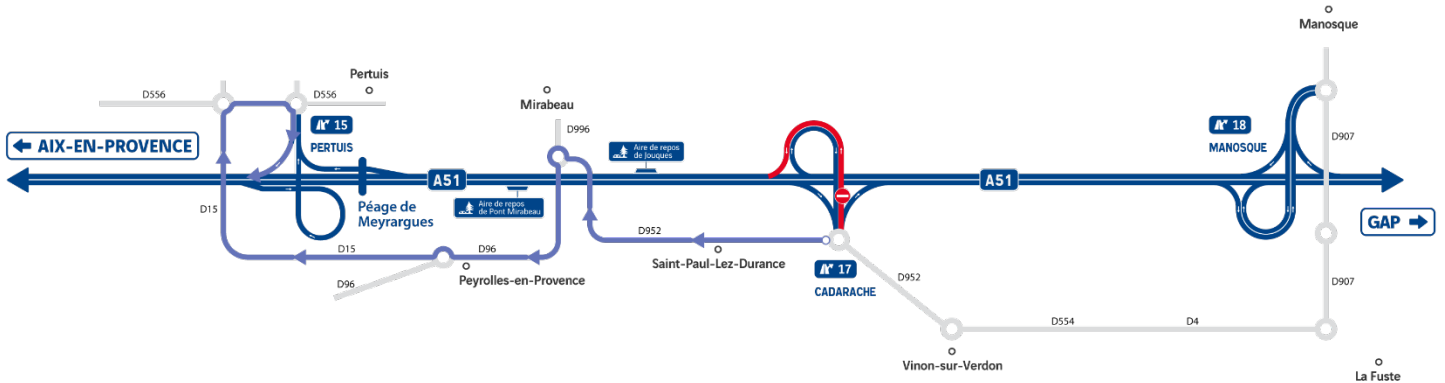 Manosque
Pertuis
D556
D556
Mirabeau
15
PERTUIS
D996
18
MANOSQUE
D907
← AIX-EN-PROVENCE
Aire de repos
de Jouques
A51
A51
Aire de repos
de Pont Mirabeau
Péage de
Meyrargues
D15
GAP →
D952
D15
D96
Saint-Paul-Lez-Durance
17
CADARACHE
D952
D96
Peyrolles-en-Provence
D907
D554
D4
Vinon-sur-Verdon
La Fuste